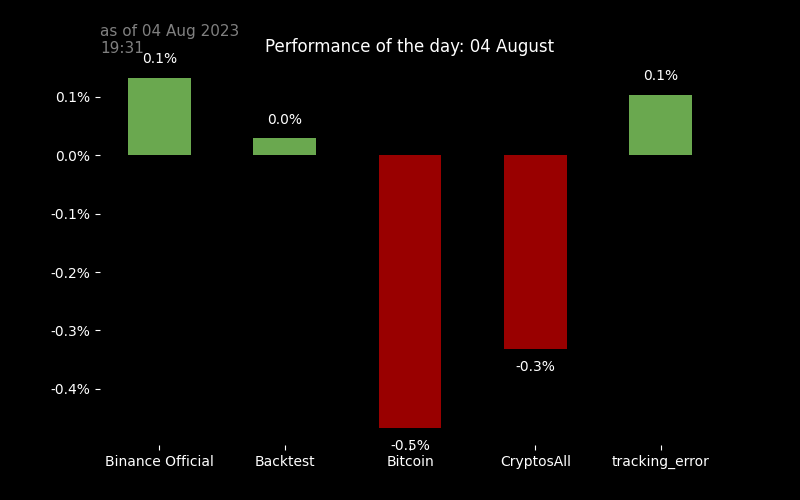 as of 04 Aug 2023
19:31
Performance of the day: 04 August
0.1%
0.0%
-0.5%
-0.3%
0.1%
0.1%
0.0%
-0.1%
-0.2%
-0.3%
-0.4%
Binance Official
Backtest
Bitcoin
CryptosAll
tracking_error